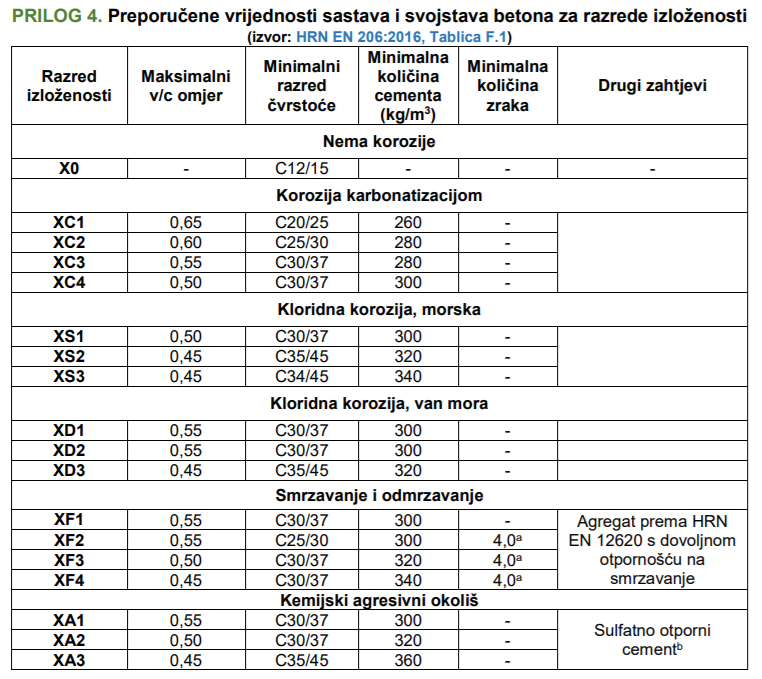 PRILOG 4. Preporučene vrijednosti sastava i svojstava betona za razrede izloženosti
(izvor: HRN EN 206:2016, Tablica F.1)
Razred izloženosti | Maksimalni v/c omjer | Minimalni razred čvrstoće | Minimalna količina cementa (kg/m³) | Minimalna količina zraka | Drugi zahtjevi
Nema korozije
X0 | - | C12/15 | - | - | -
Korozija karbonatizacijom
XC1 | 0,65 | C20/25 | 260 | -
XC2 | 0,60 | C25/30 | 280 | -
XC3 | 0,55 | C30/37 | 280 | -
XC4 | 0,50 | C30/37 | 300 | -
Kloridna korozija, morska
XS1 | 0,50 | C30/37 | 300 | -
XS2 | 0,45 | C35/45 | 320 | -
XS3 | 0,45 | C34/45 | 340 | -
Kloridna korozija, van mora
XD1 | 0,55 | C30/37 | 300 | -
XD2 | 0,55 | C30/37 | 300 | -
XD3 | 0,45 | C35/45 | 320 | -
Smrzavanje i odmrzavanje
XF1 | 0,55 | C30/37 | 300 | - | Agregat prema HRN EN 12620 s dovoljnom otpornošću na smrzavanje
XF2 | 0,55 | C25/30 | 300 | 4,0ᵃ
XF3 | 0,50 | C30/37 | 320 | 4,0ᵃ
XF4 | 0,45 | C30/37 | 340 | 4,0ᵃ
Kemijski agresivni okoliš
XA1 | 0,55 | C30/37 | 300 | - | Sulfatno otporni cementᵇ
XA2 | 0,50 | C30/37 | 320 | -
XA3 | 0,45 | C35/45 | 360 | -